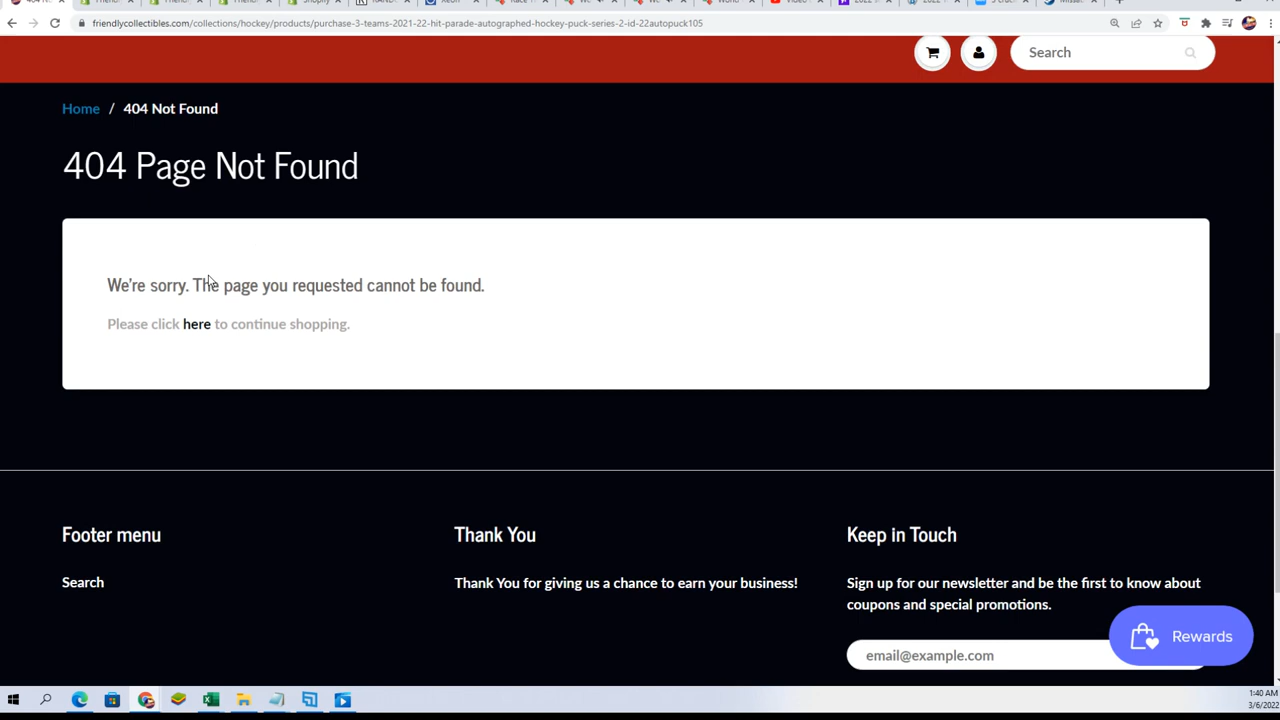 friendlycollectibles.com/collections/hockey/products/purchase-3-teams-2021-22-hit-parade-autographed-hockey-puck-series-2-id-22autopuck105
Search
Home / 404 Not Found
404 Page Not Found
We're sorry. The page you requested cannot be found.
Please click here to continue shopping.
Footer menu
Thank You
Keep in Touch
Search
Thank You for giving us a chance to earn your business!
Sign up for our newsletter and be the first to know about
coupons and special promotions.
email@example.com
Rewards
1:40 AM
3/6/2022